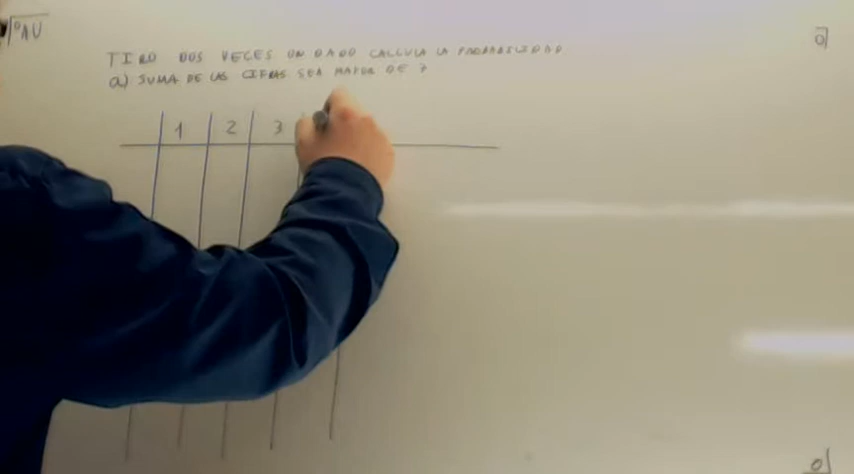 TIRO DOS VECES UN DADO CALCULA LA PROBABILIDAD
a) SUMA DE LAS CIFRAS SEA MAYOR DE 7
1 2 3